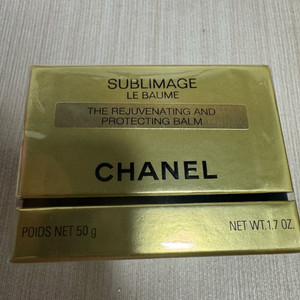 SUBLIMAGE
LE BAUME
THE REJUVENATING AND
PROTECTING BALM
CHANEL
POIDS NET 50 g NET WT. 1.7 OZ.